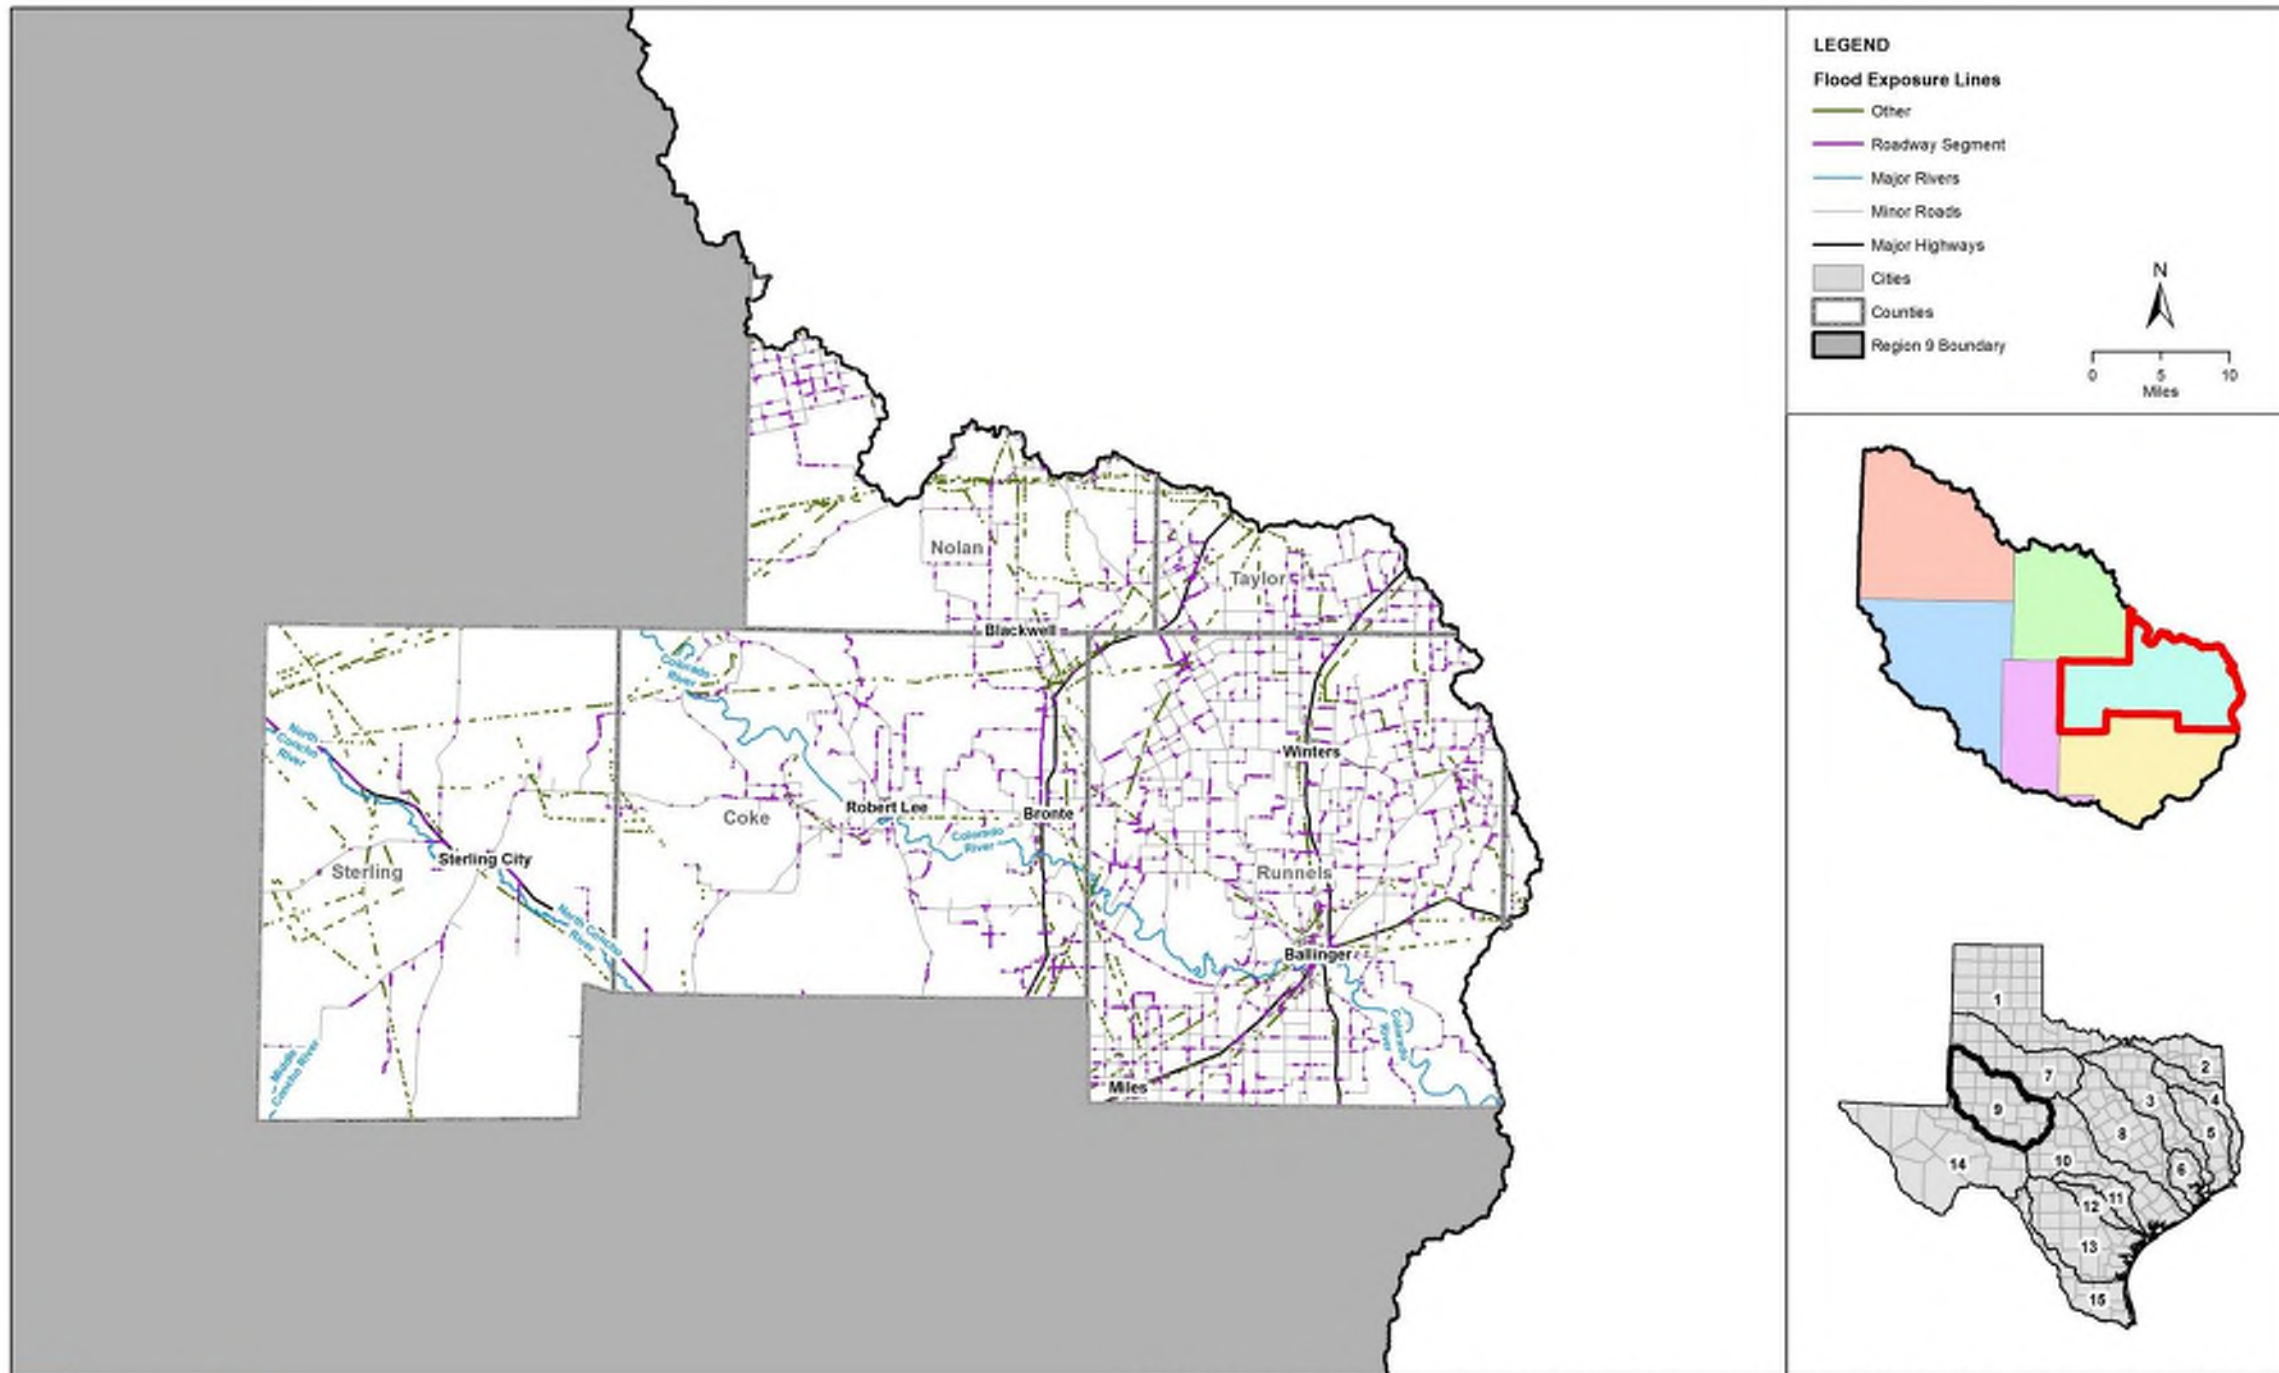 LEGEND
Flood Exposure Lines
Other
Roadway Segment
Major Rivers
Minor Roads
Major Highways
Cities
Counties
Region 9 Boundary
N
0 5 10
Miles
Nolan
Taylor
Blackwell
Colorado
River
North
Concho
River
Winters
Robert Lee
Coke
Bronte
Colorado
River
Sterling City
Sterling
Runnels
North Concho
River
Ballinger
Colorado
River
Middle
Concho River
Miles
1
2
7
3
4
9
8
5
14
10
6
11
12
13
15